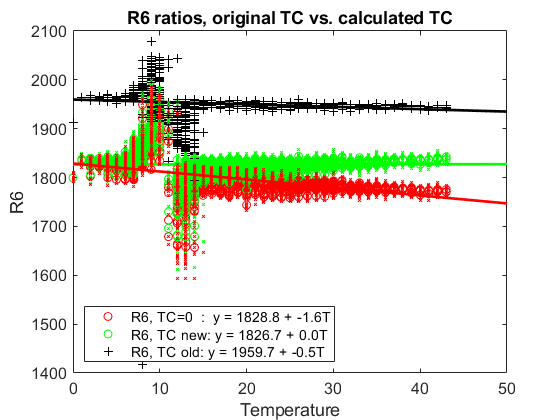 R6 ratios, original TC vs. calculated TC
2100
2000
1900
1800
1700
1600
1500
1400
R6
0
10
20
30
40
50
Temperature
R6, TC=0 : y = 1828.8 + -1.6T
R6, TC new: y = 1826.7 + 0.0T
R6, TC old: y = 1959.7 + -0.5T